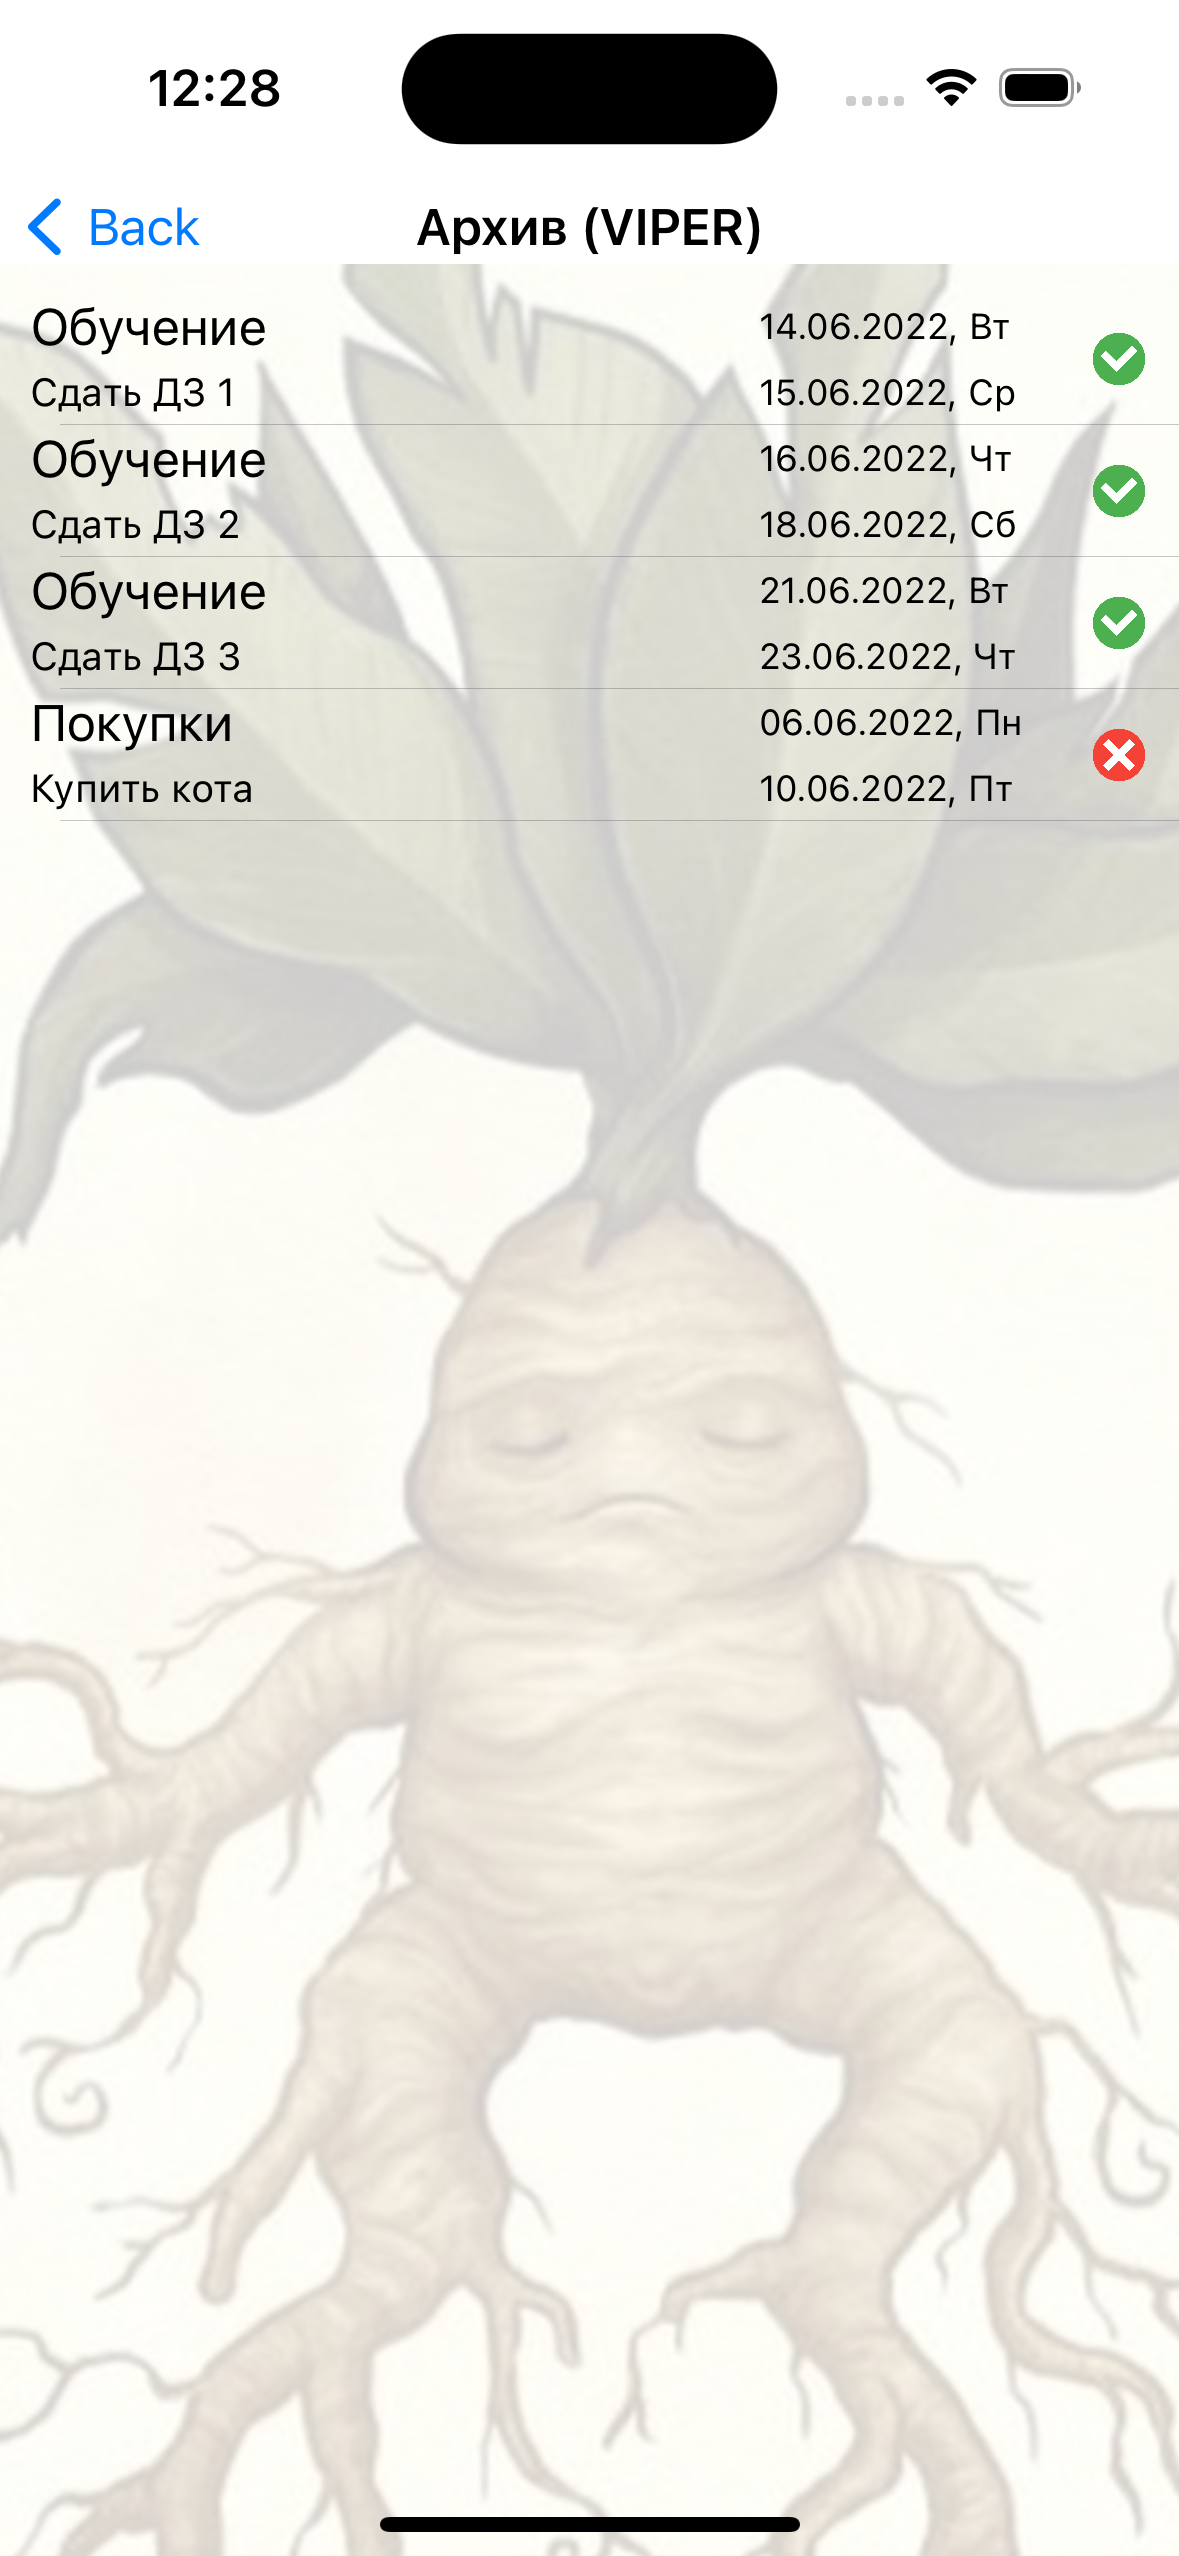 12:28
Back
Архив (VIPER)
Обучение
14.06.2022, Вт
Сдать ДЗ 1
15.06.2022, Ср
Обучение
16.06.2022, Чт
Сдать ДЗ 2
18.06.2022, Сб
Обучение
21.06.2022, Вт
Сдать ДЗ 3
23.06.2022, Чт
Покупки
06.06.2022, Пн
Купить кота
10.06.2022, Пт